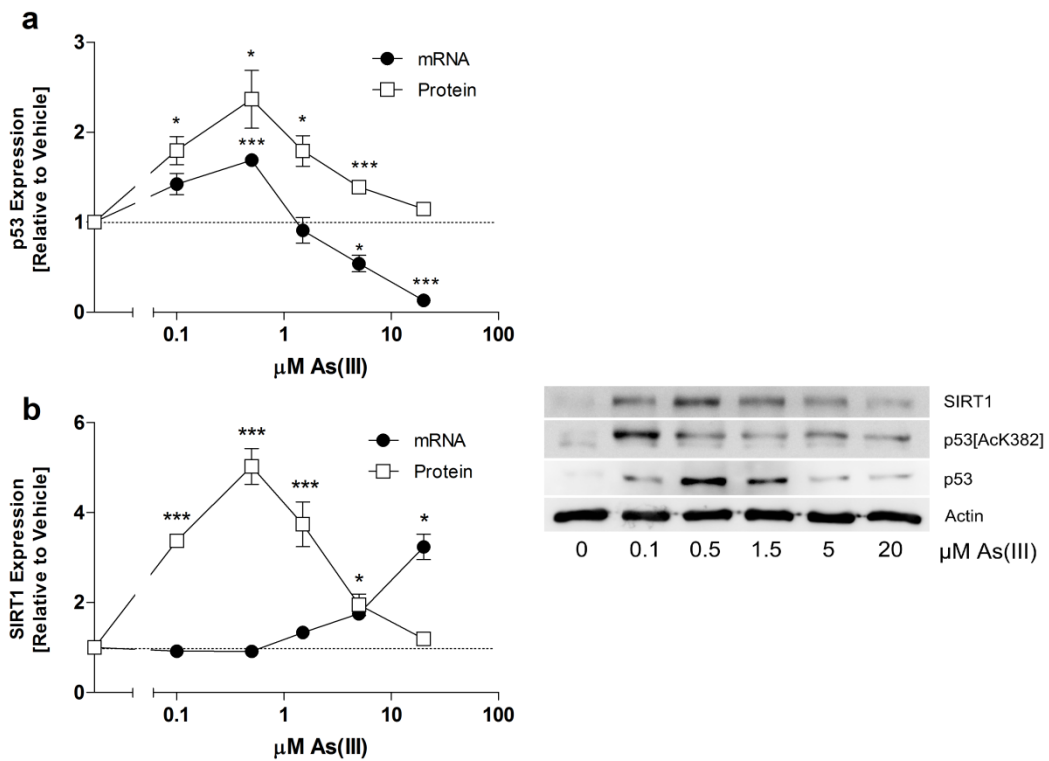 a
3
2
1
0
p53 Expression
[Relative to Vehicle]
mRNA
Protein
*
*
*
***
***
*
***
0.1
1
10
100
μM As(III)
b
6
4
2
0
SIRT1 Expression
[Relative to Vehicle]
mRNA
Protein
***
***
***
*
*
0.1
1
10
100
μM As(III)
SIRT1
p53[AcK382]
p53
Actin
0 0.1 0.5 1.5 5 20 μM As(III)